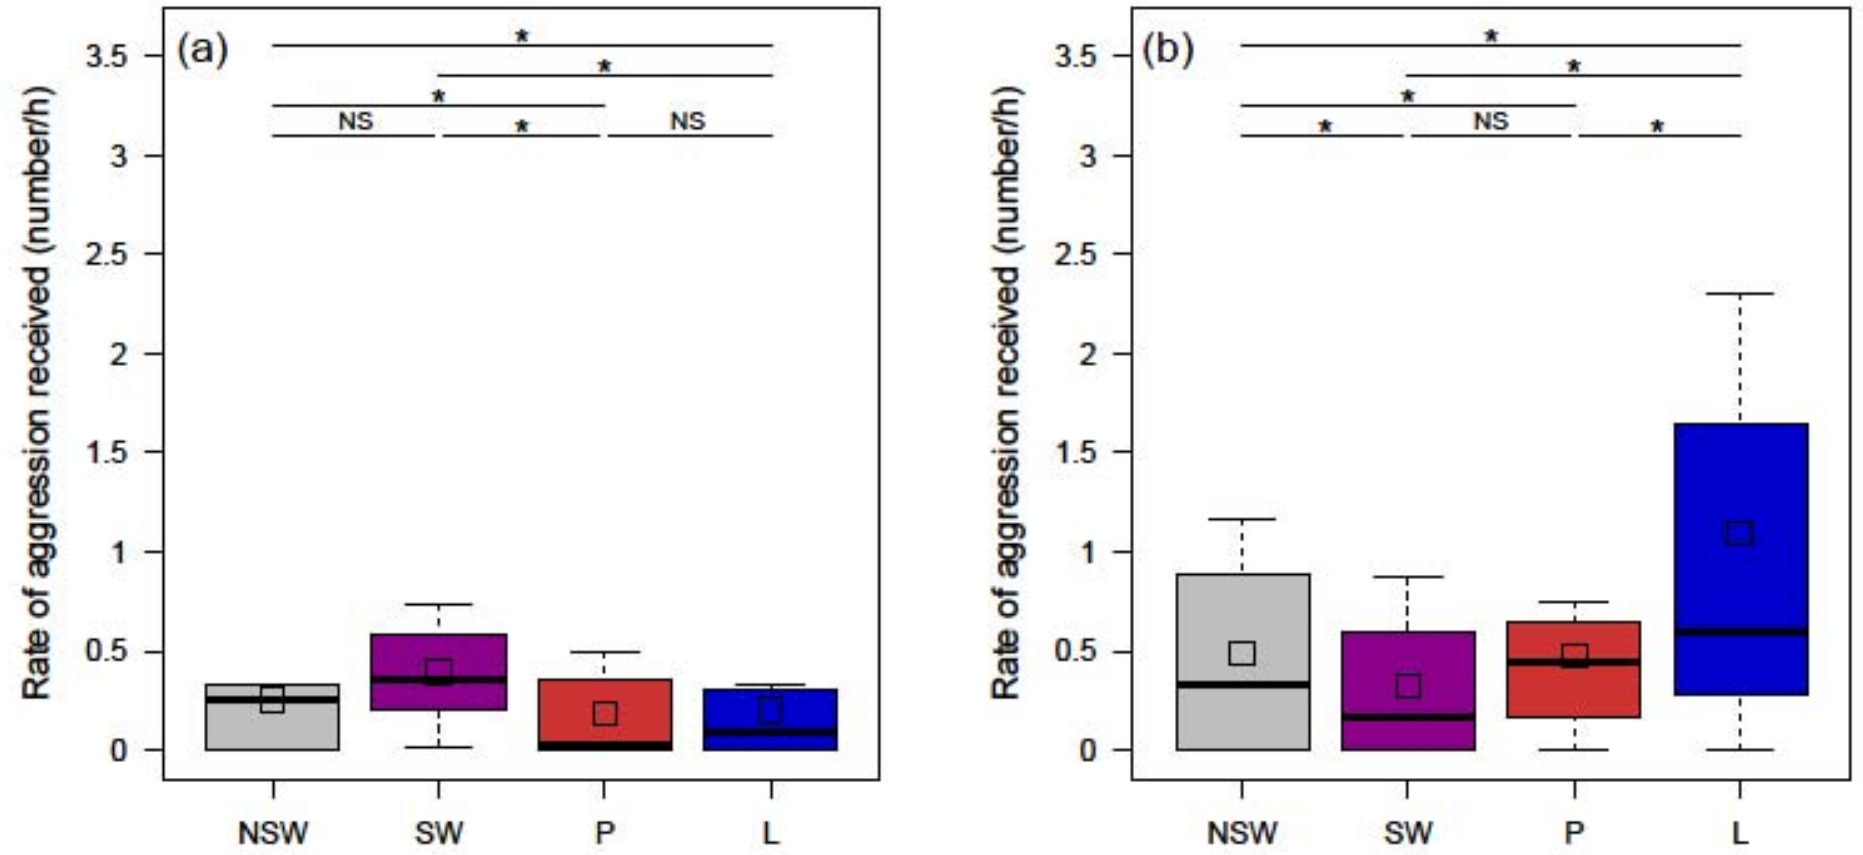 (a)
Rate of aggression received (number/h)
3.5
3
2.5
2
1.5
1
0.5
0
*
*
*
NS * NS
NSW SW P L
(b)
Rate of aggression received (number/h)
3.5
3
2.5
2
1.5
1
0.5
0
*
*
*
* NS *
NSW SW P L